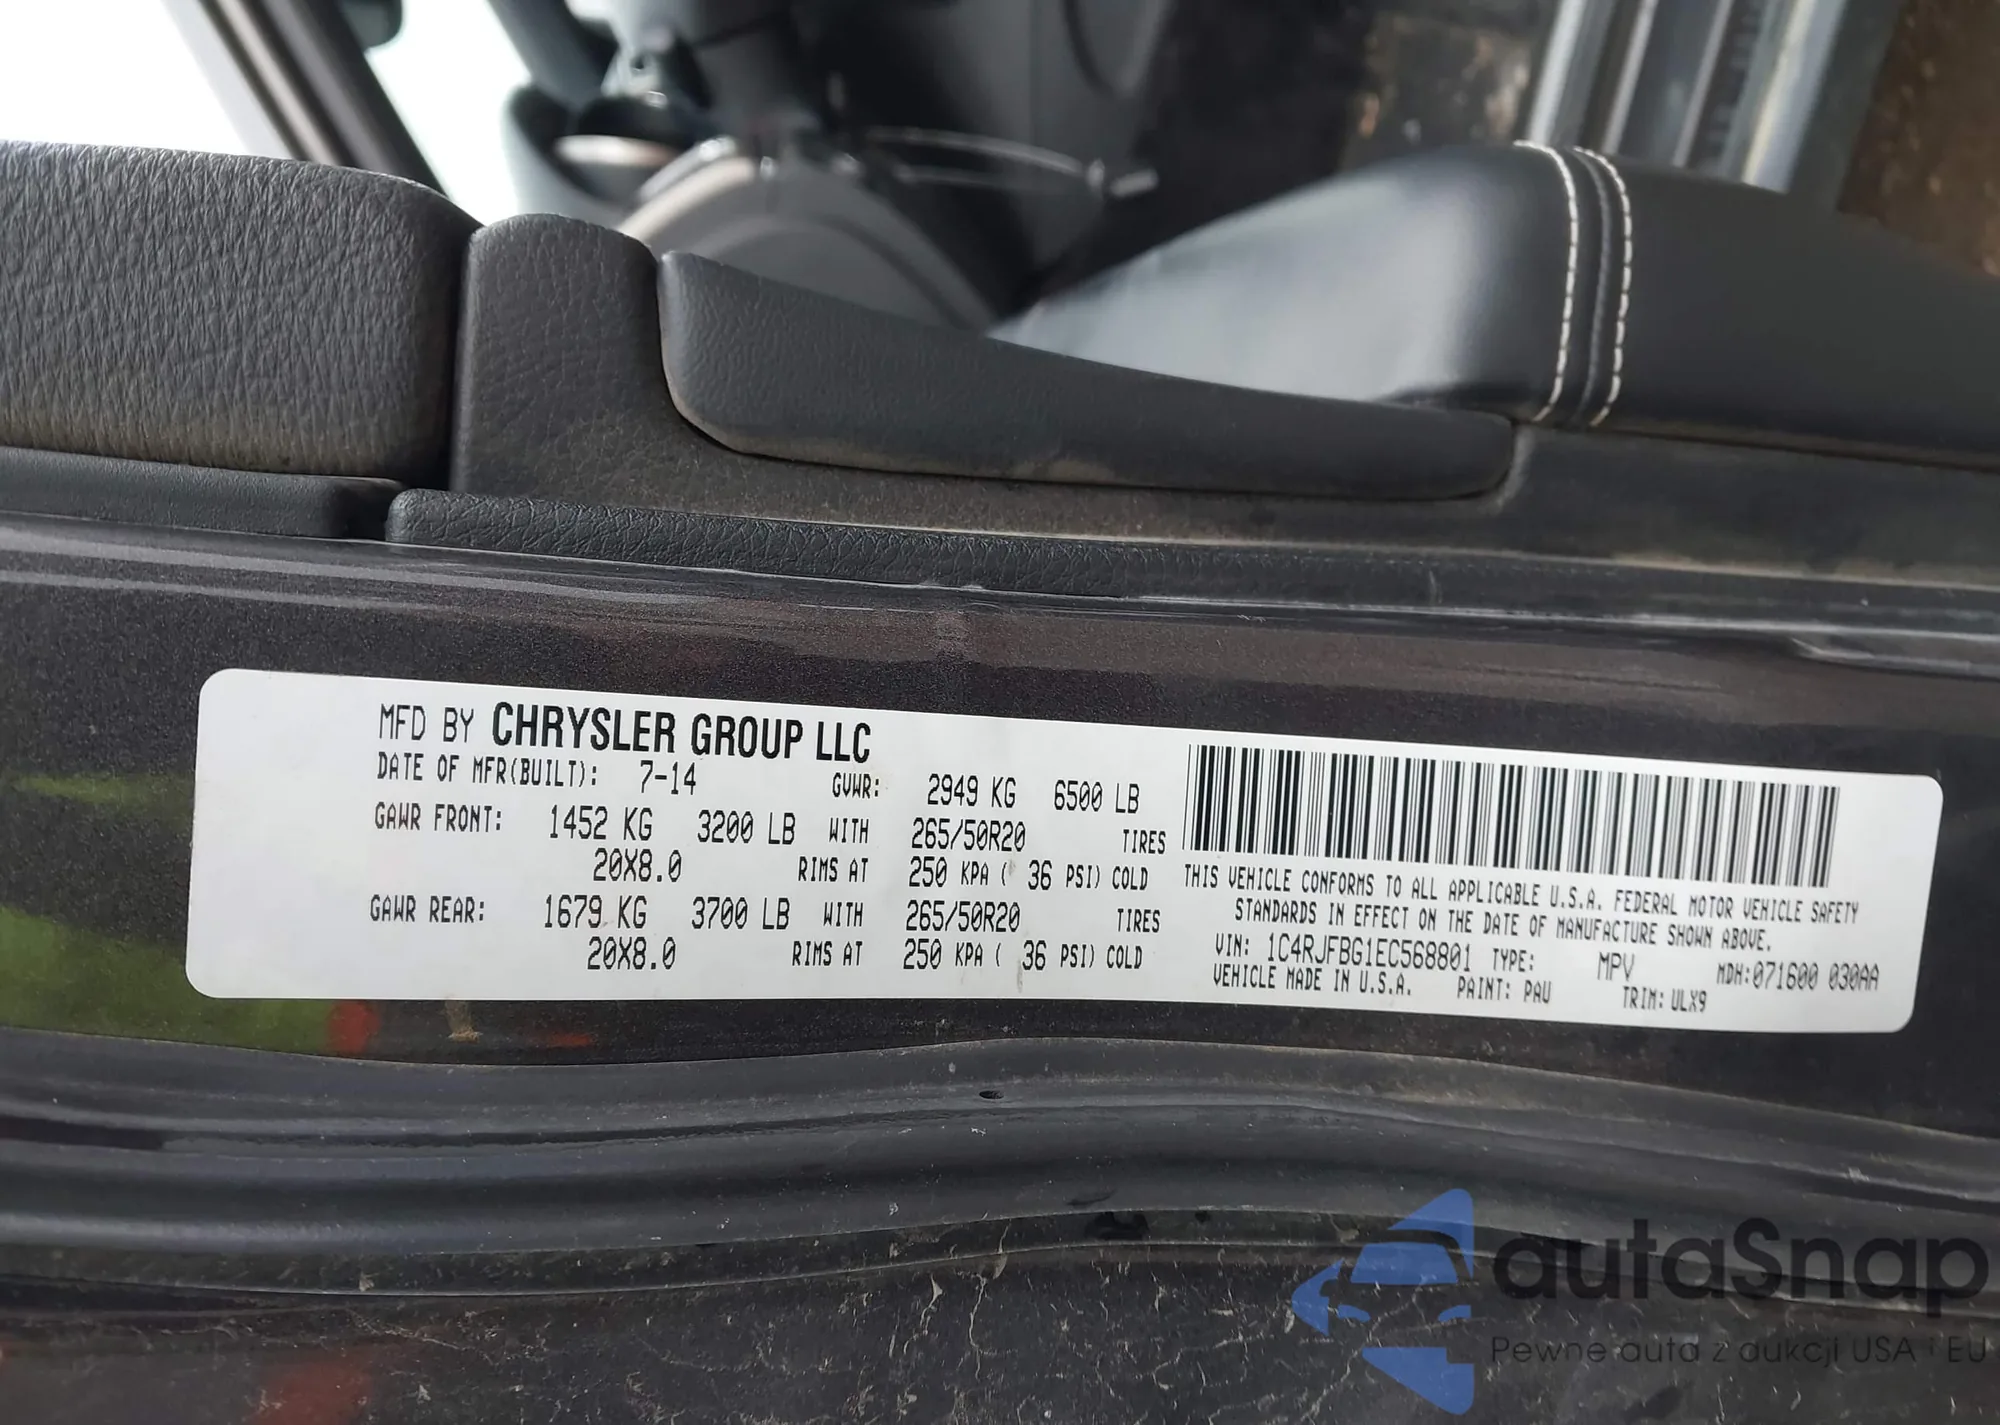 MFD BY CHRYSLER GROUP LLC
DATE OF MFR(BUILT): 7-14 GVWR: 2949 KG 6500 LB
GAWR FRONT: 1452 KG 3200 LB WITH 265/50R20 TIRES
20X8.0 RIMS AT 250 KPA ( 36 PSI) COLD
GAWR REAR: 1679 KG 3700 LB WITH 265/50R20 TIRES
20X8.0 RIMS AT 250 KPA ( 36 PSI) COLD
THIS VEHICLE CONFORMS TO ALL APPLICABLE U.S.A. FEDERAL MOTOR VEHICLE SAFETY
STANDARDS IN EFFECT ON THE DATE OF MANUFACTURE SHOWN ABOVE.
VIN: 1C4RJFBG1EC568801 TYPE: MPV MDH:071600 030AA
VEHICLE MADE IN U.S.A. PAINT: PAU TRIM: ULX9
autaSnap
Pewne auta z aukcji USA i EU